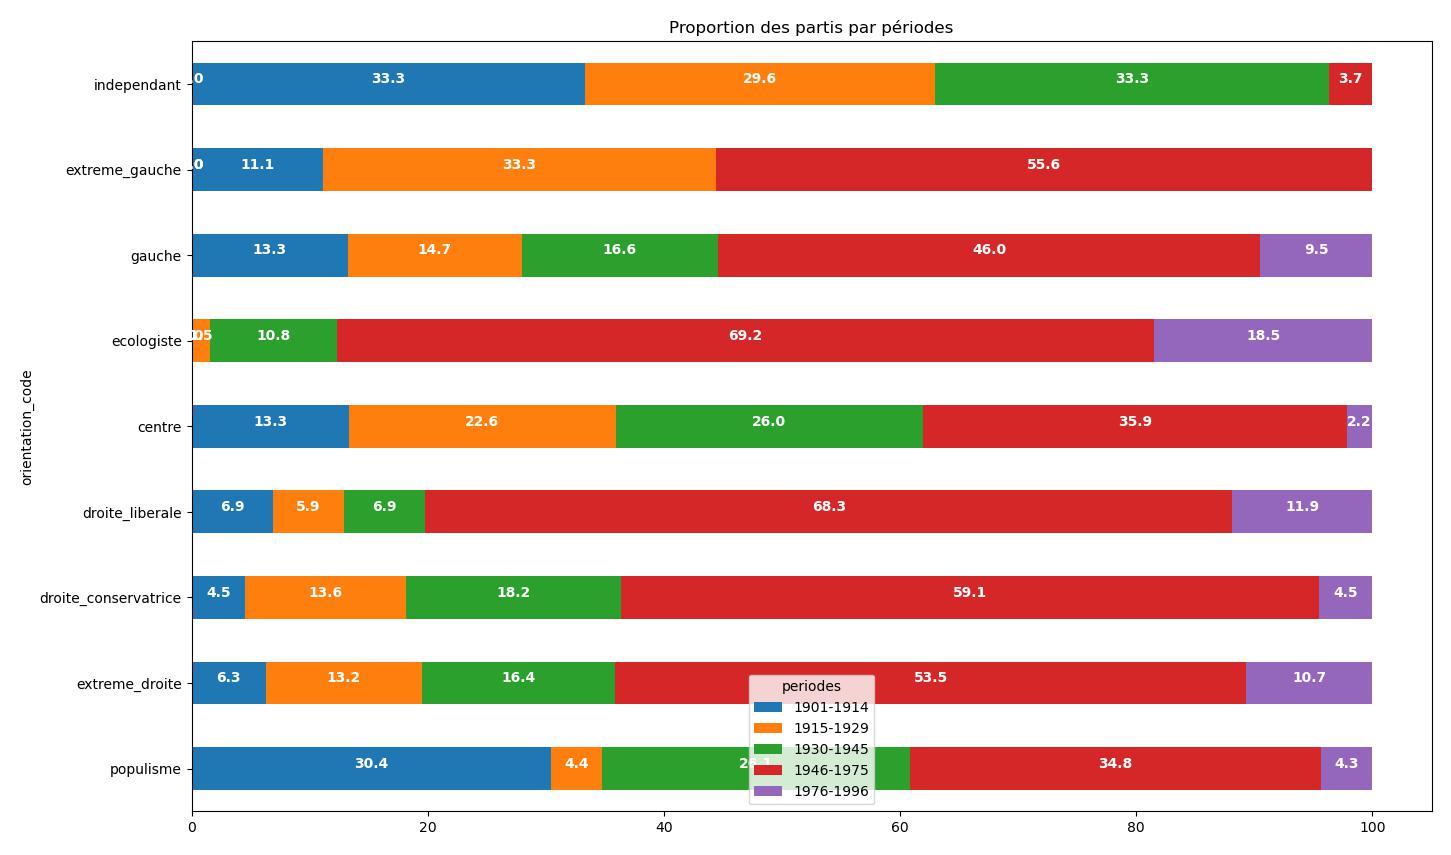 Proportion des partis par périodes
independant
.0 33.3 29.6 33.3 3.7
extreme_gauche
.0 11.1 33.3 55.6
gauche
13.3 14.7 16.6 46.0 9.5
ecologiste
10.8 69.2 18.5
orientation_code
centre
13.3 22.6 26.0 35.9 2.2
droite_liberale
6.9 5.9 6.9 68.3 11.9
droite_conservatrice
4.5 13.6 18.2 59.1 4.5
extreme_droite
6.3 13.2 16.4 53.5 10.7
populisme
30.4 4.4 34.8 4.3
periodes
1901-1914
1915-1929
1930-1945
1946-1975
1976-1996
0 20 40 60 80 100